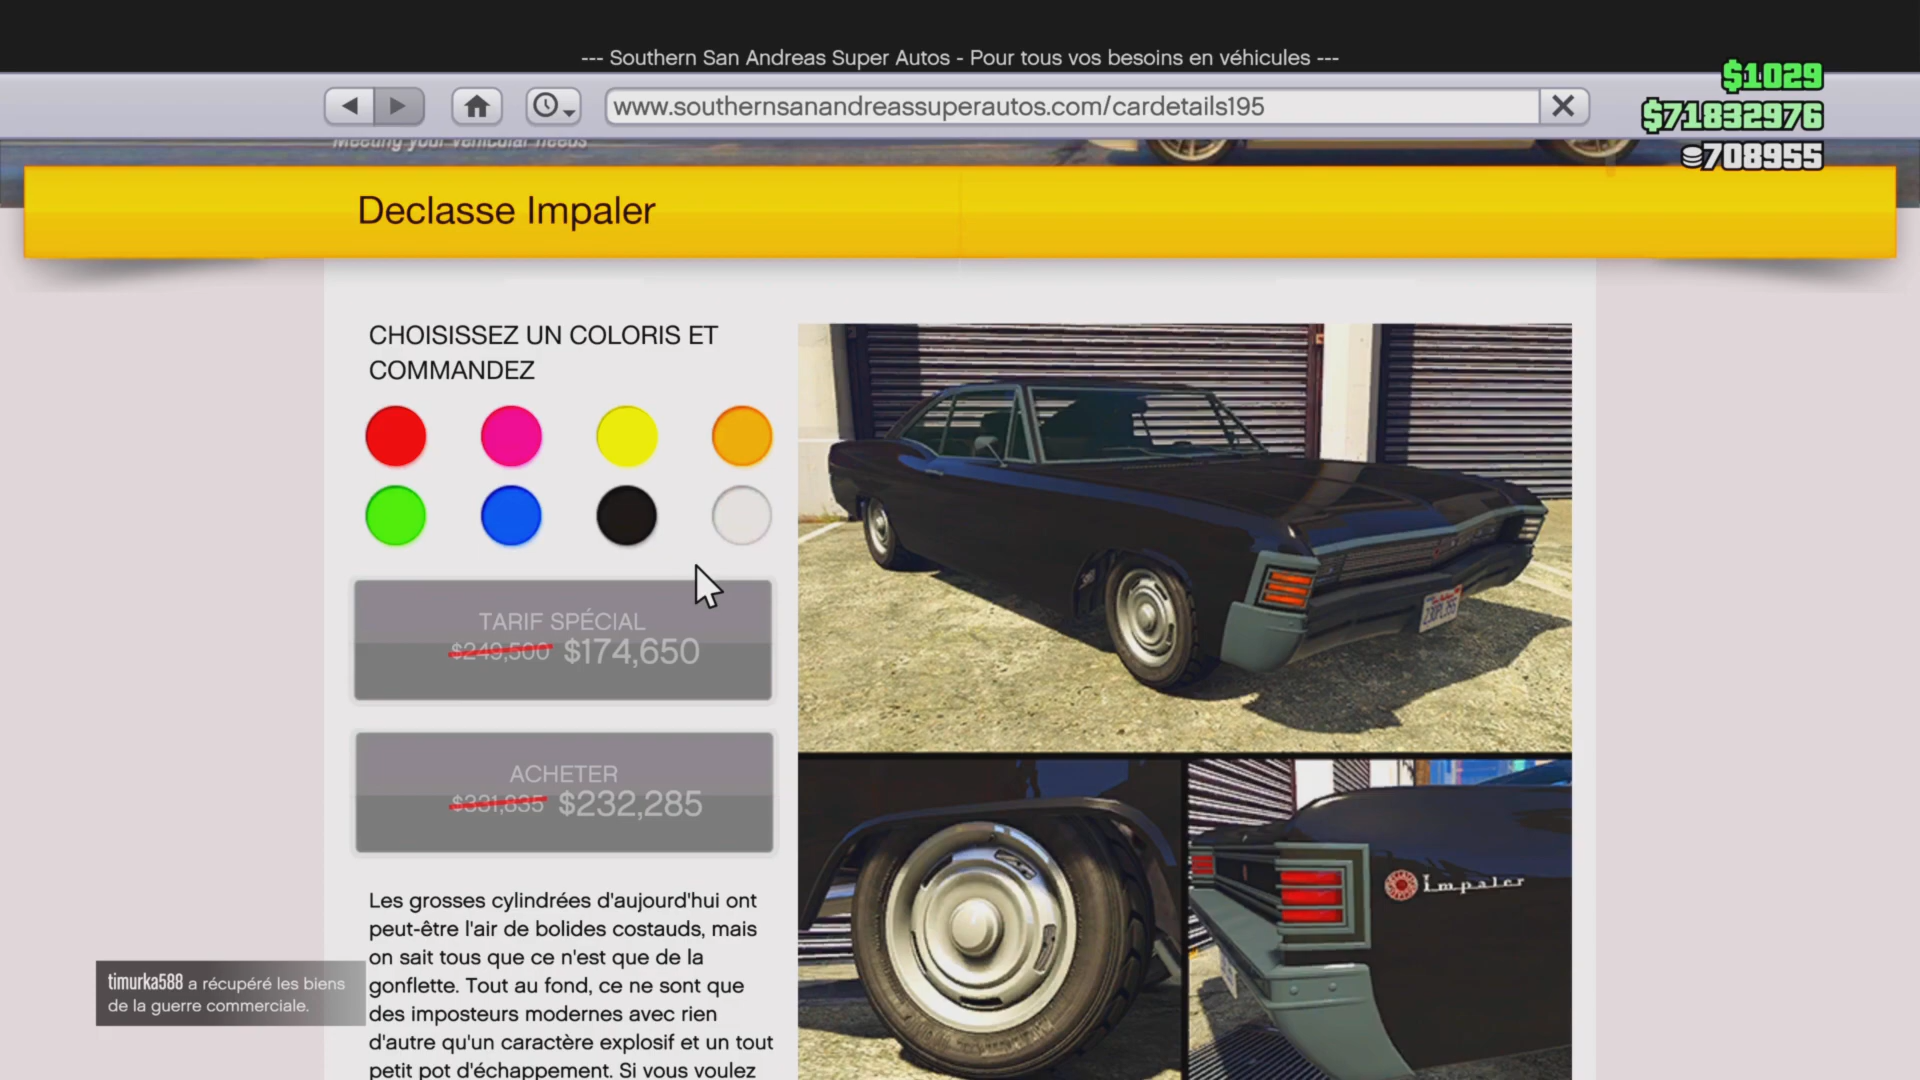 --- Southern San Andreas Super Autos - Pour tous vos besoins en véhicules ---
www.southernsanandreassuperautos.com/cardetails195
$1029
$71832976
708955
Meeting your vehicular needs
Declasse Impaler
CHOISISSEZ UN COLORIS ET
COMMANDEZ
TARIF SPÉCIAL
$249,500 $174,650
ACHETER
$331,835 $232,285
Les grosses cylindrées d'aujourd'hui ont
peut-être l'air de bolides costauds, mais
on sait tous que ce n'est que de la
gonflette. Tout au fond, ce ne sont que
des imposteurs modernes avec rien
d'autre qu'un caractère explosif et un tout
petit pot d'échappement. Si vous voulez
Impaler
timurka588 a récupéré les biens
de la guerre commerciale.